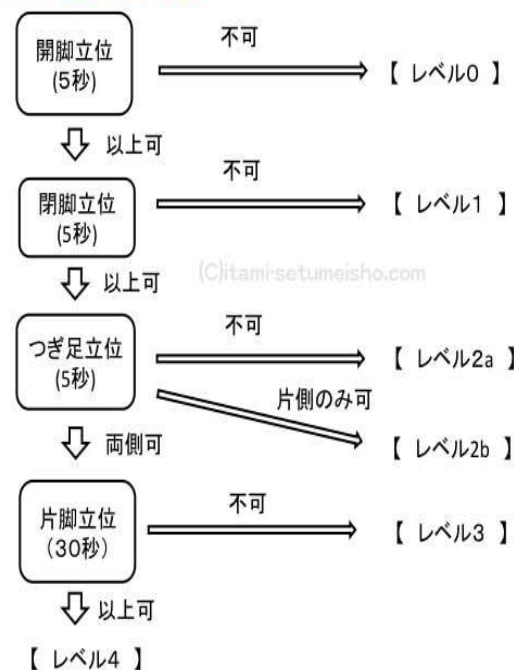 開脚立位
(5秒)
不可
【 レベル0 】
以上可
閉脚立位
(5秒)
不可
【 レベル1 】
以上可
(C)itami-setumeisho.com
つぎ足立位
(5秒)
不可
【 レベル2a 】
片側のみ可
【 レベル2b 】
両側可
片脚立位
（30秒）
不可
【 レベル3 】
以上可
【 レベル4 】